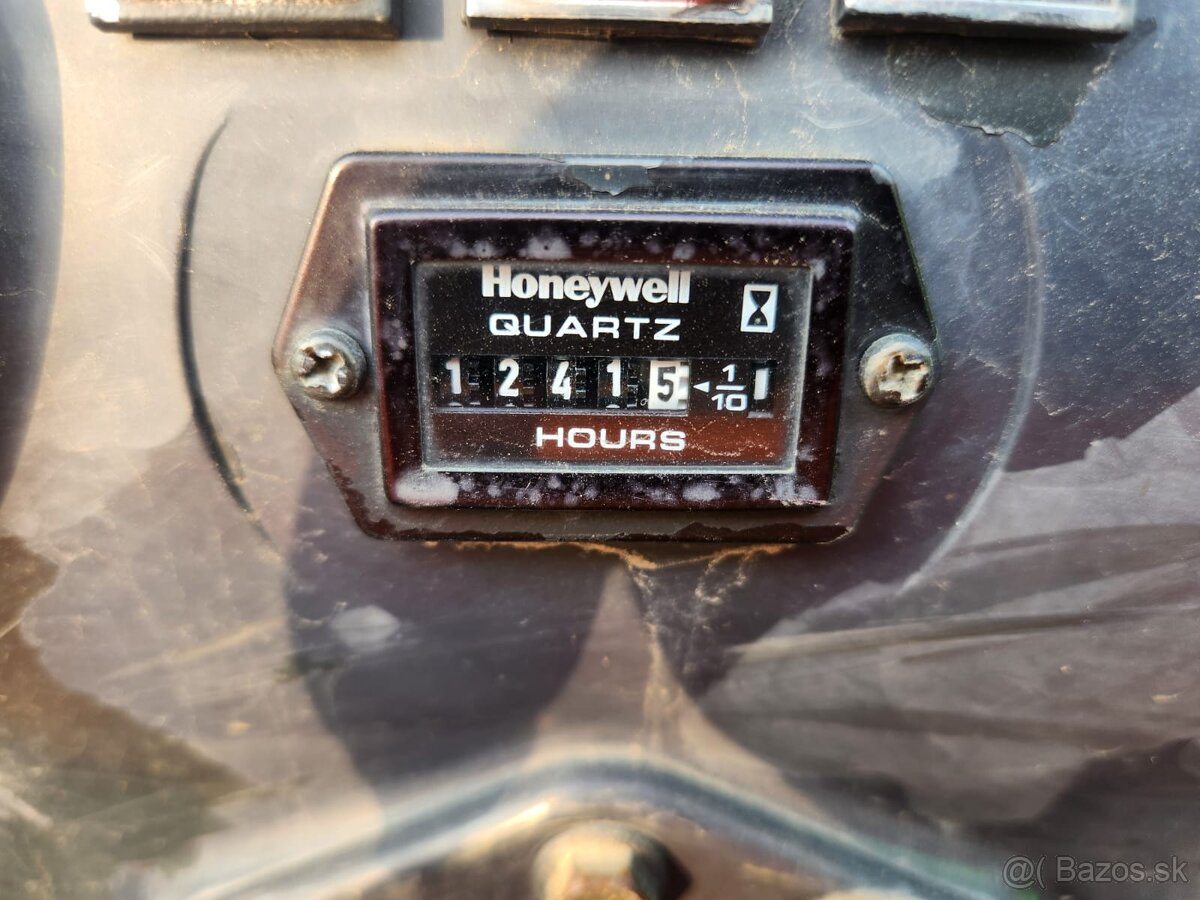 Honeywell
QUARTZ
1 2 4 1 5 ◄ 1/10
HOURS
@( Bazos.sk